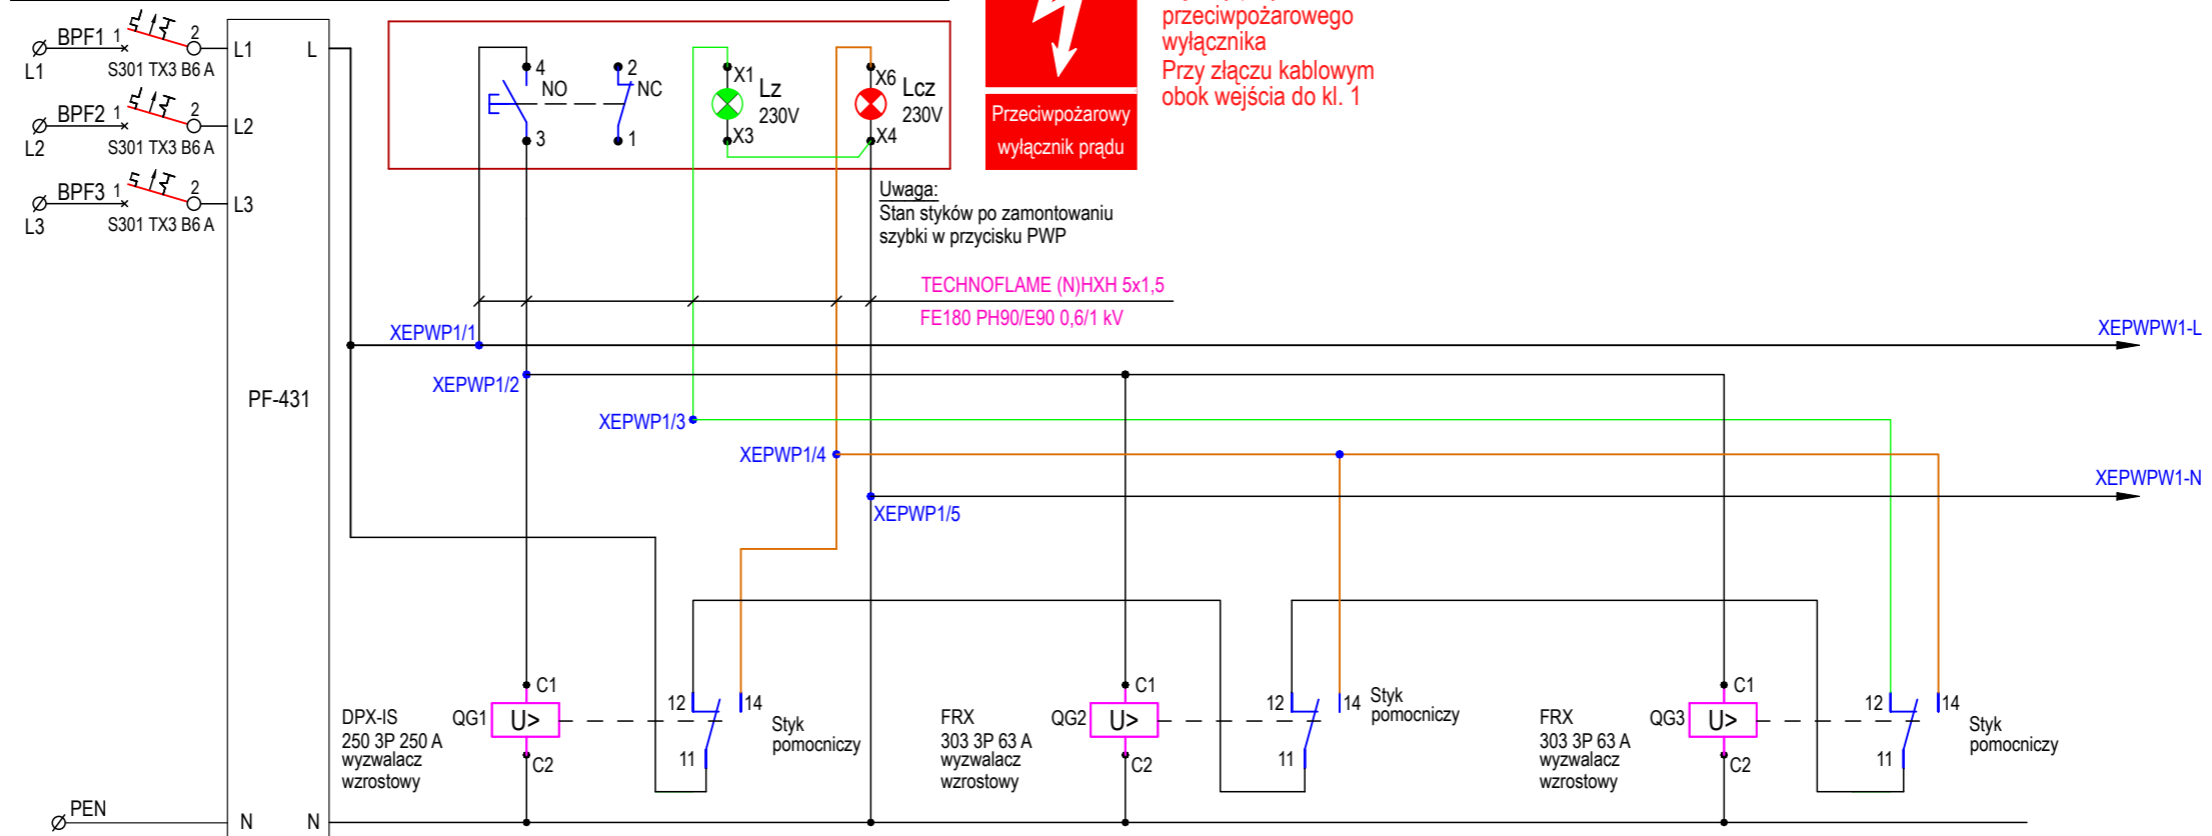 BPF1 1 2
L1
S301 TX3 B6 A
BPF2 1 2
L2
S301 TX3 B6 A
BPF3 1 2
L3
S301 TX3 B6 A
L1 L
L2
L3
PF-431
4
NO
3
2
NC
1
X1
Lz
230V
X3
X6
Lcz
230V
X4
Przeciwpożarowy
wyłącznik prądu
przeciwpożarowego
wyłącznika
Przy złączu kablowym
obok wejścia do kl. 1
Uwaga:
Stan styków po zamontowaniu
szybki w przycisku PWP
TECHNOFLAME (N)HXH 5x1,5
FE180 PH90/E90 0,6/1 kV
XEPWP1/1
XEPWPW1-L
XEPWP1/2
XEPWP1/3
XEPWP1/4
XEPWPW1-N
XEPWP1/5
DPX-IS
250 3P 250 A
wyzwalacz
wzrostowy
QG1
C1
U>
C2
12
14
11
Styk
pomocniczy
FRX
303 3P 63 A
wyzwalacz
wzrostowy
QG2
C1
U>
C2
12
14
11
Styk
pomocniczy
FRX
303 3P 63 A
wyzwalacz
wzrostowy
QG3
C1
U>
C2
12
14
11
Styk
pomocniczy
PEN
N N